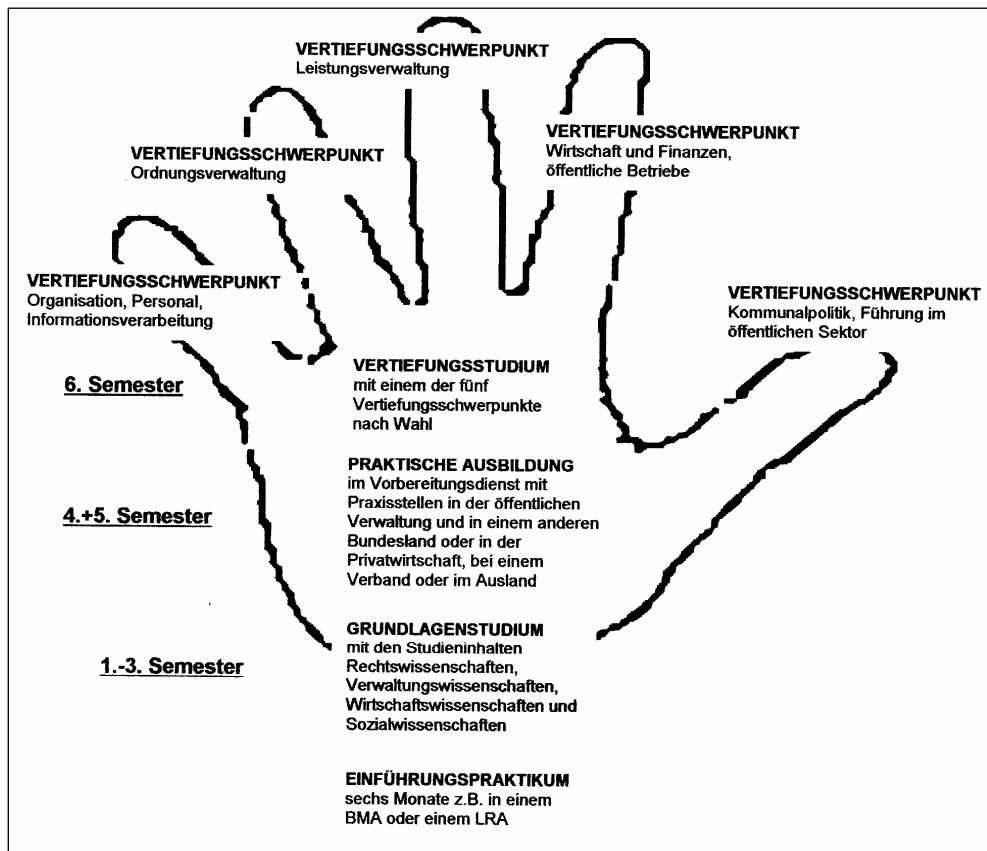 VERTIEFUNGSSCHWERPUNKT
Leistungsverwaltung
VERTIEFUNGSSCHWERPUNKT
Wirtschaft und Finanzen,
öffentliche Betriebe
VERTIEFUNGSSCHWERPUNKT
Ordnungsverwaltung
VERTIEFUNGSSCHWERPUNKT
Organisation, Personal,
Informationsverarbeitung
VERTIEFUNGSSCHWERPUNKT
Kommunalpolitik, Führung im
öffentlichen Sektor
6. Semester
VERTIEFUNGSSTUDIUM
mit einem der fünf
Vertiefungsschwerpunkte
nach Wahl
4.+5. Semester
PRAKTISCHE AUSBILDUNG
im Vorbereitungsdienst mit
Praxisstellen in der öffentlichen
Verwaltung und in einem anderen
Bundesland oder in der
Privatwirtschaft, bei einem
Verband oder im Ausland
1.-3. Semester
GRUNDLAGENSTUDIUM
mit den Studieninhalten
Rechtswissenschaften,
Verwaltungswissenschaften,
Wirtschaftswissenschaften und
Sozialwissenschaften
EINFÜHRUNGSPRAKTIKUM
sechs Monate z.B. in einem
BMA oder einem LRA